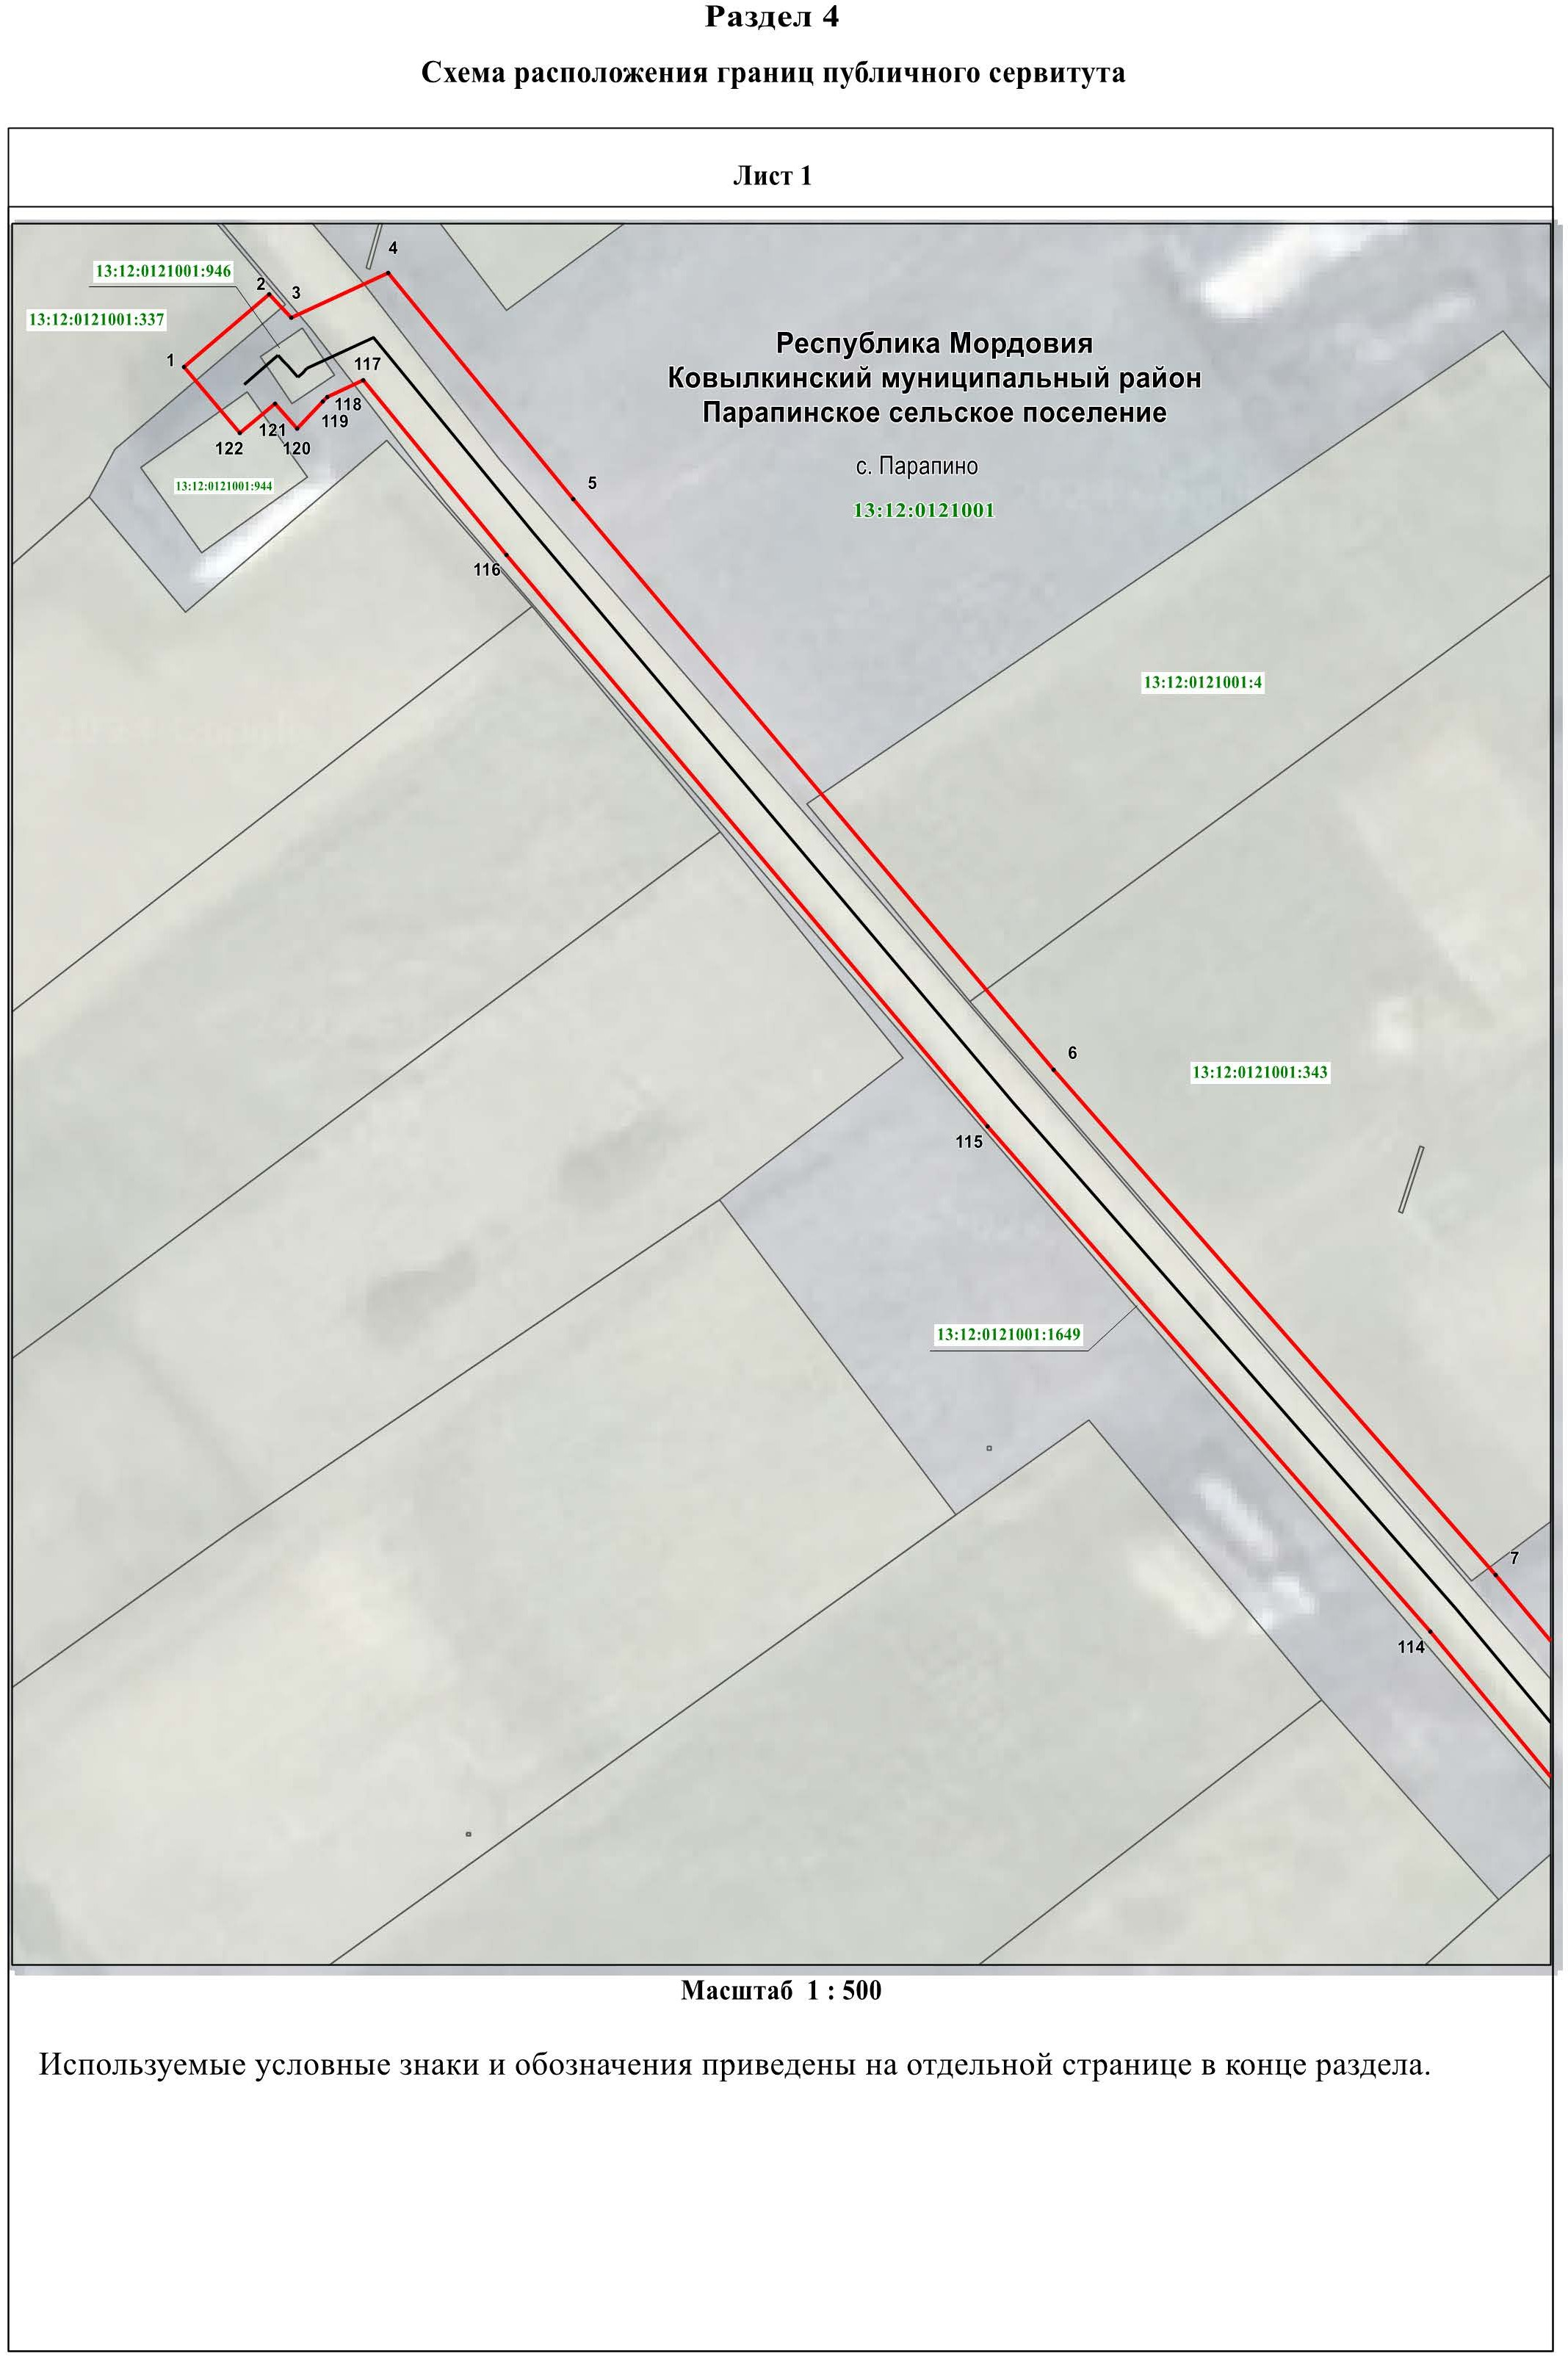 Раздел 4
Схема расположения границ публичного сервитута
Лист 1
4
13:12:0121001:946
2
3
13:12:0121001:337
1
117
118
119
121
120
122
13:12:0121001:944
Республика Мордовия
Ковылкинский муниципальный район
Парапинское сельское поселение
с. Парапино
13:12:0121001
5
116
13:12:0121001:4
6
13:12:0121001:343
115
13:12:0121001:1649
7
114
Масштаб 1 : 500
Используемые условные знаки и обозначения приведены на отдельной странице в конце раздела.